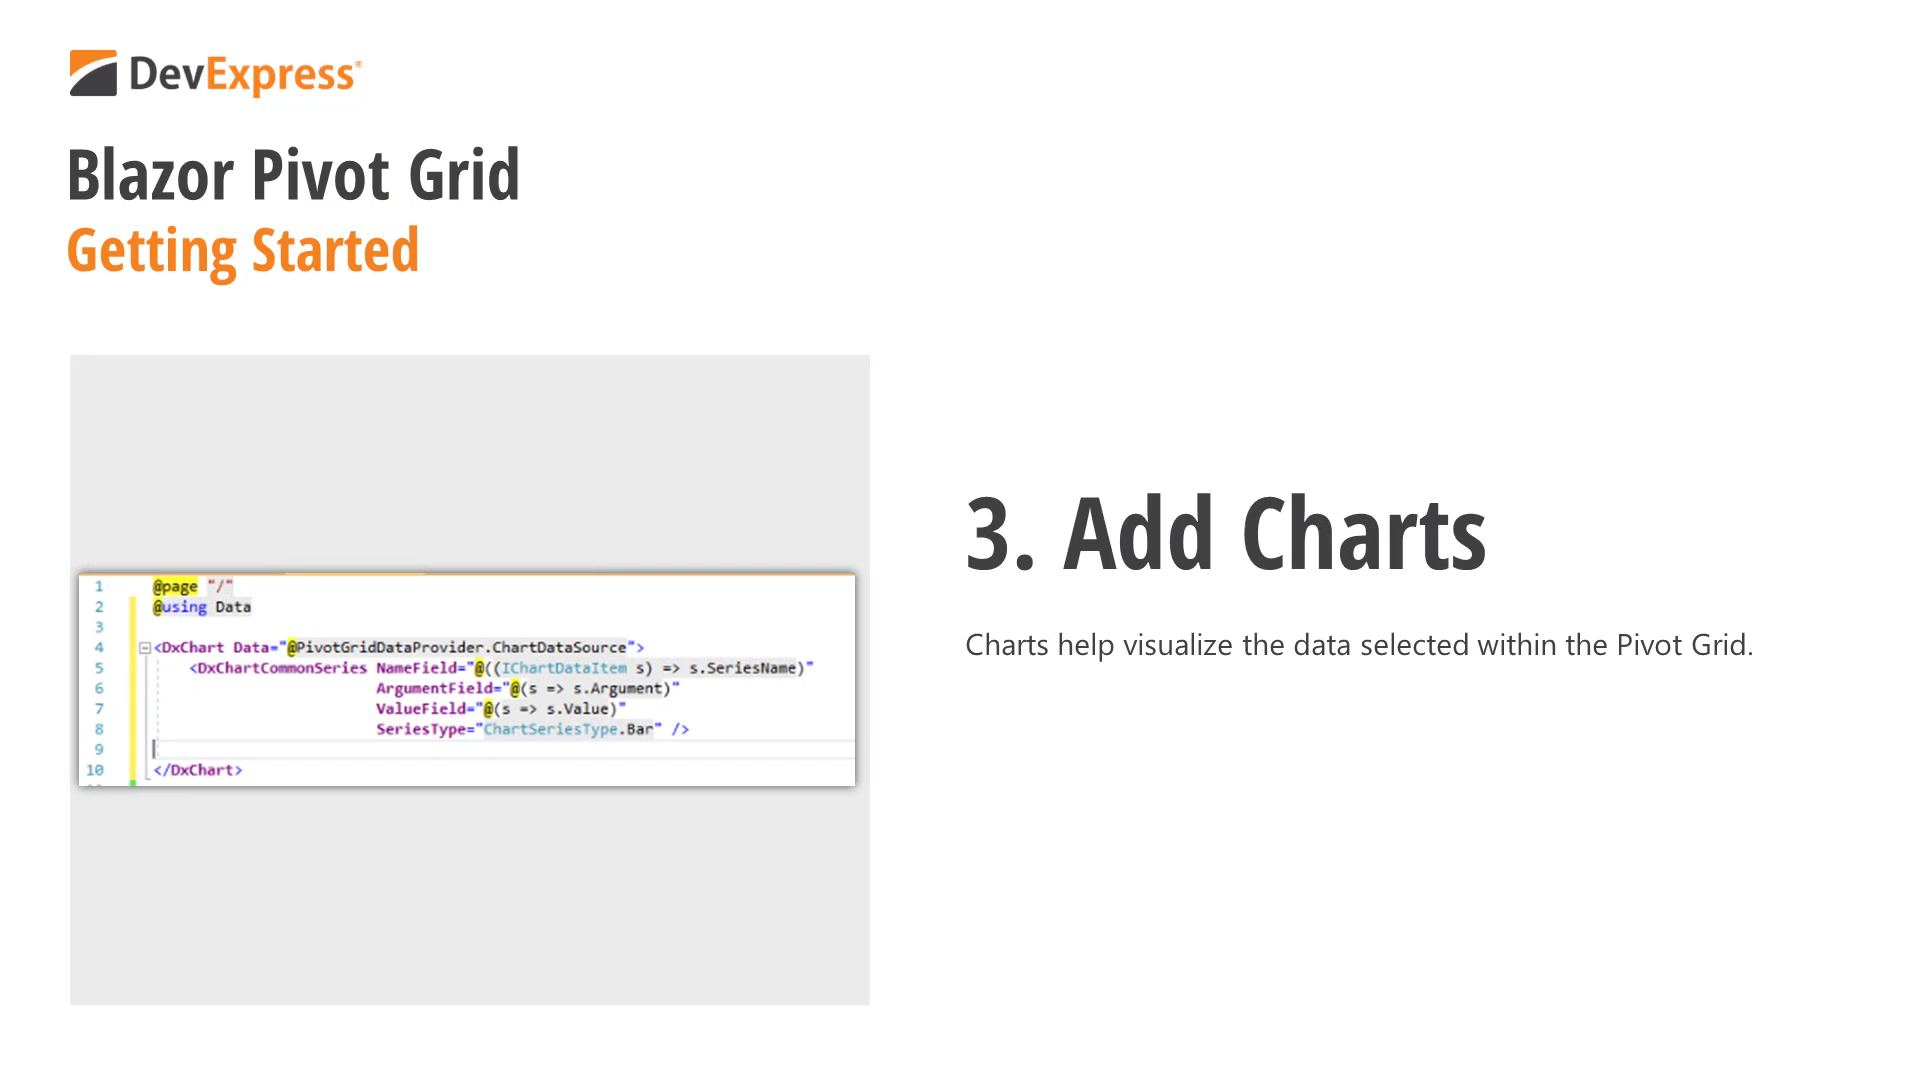 DevExpress®
Blazor Pivot Grid
Getting Started
1 @page "/"
2 @using Data
3
4 <DxChart Data="@PivotGridDataProvider.ChartDataSource">
5 <DxChartCommonSeries NameField="@((IChartDataItem s) => s.SeriesName)"
6 ArgumentField="@(s => s.Argument)"
7 ValueField="@(s => s.Value)"
8 SeriesType="ChartSeriesType.Bar" />
9
10 </DxChart>
3. Add Charts
Charts help visualize the data selected within the Pivot Grid.